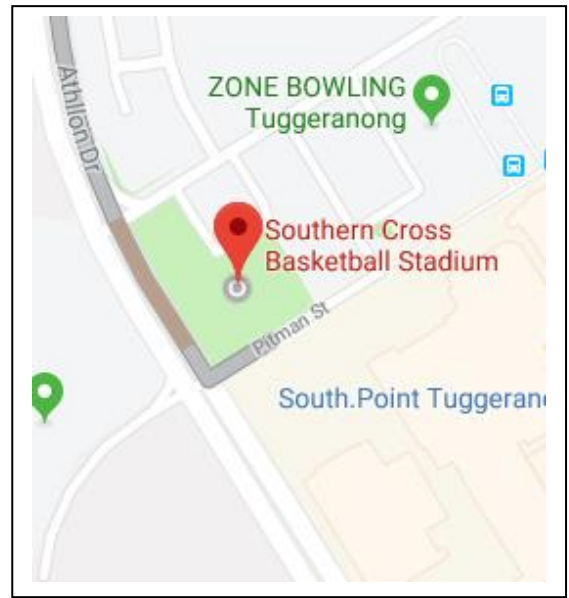 Athllon Dr
ZONE BOWLING
Tuggeranong
Southern Cross
Basketball Stadium
Pitman St
South.Point Tuggeran